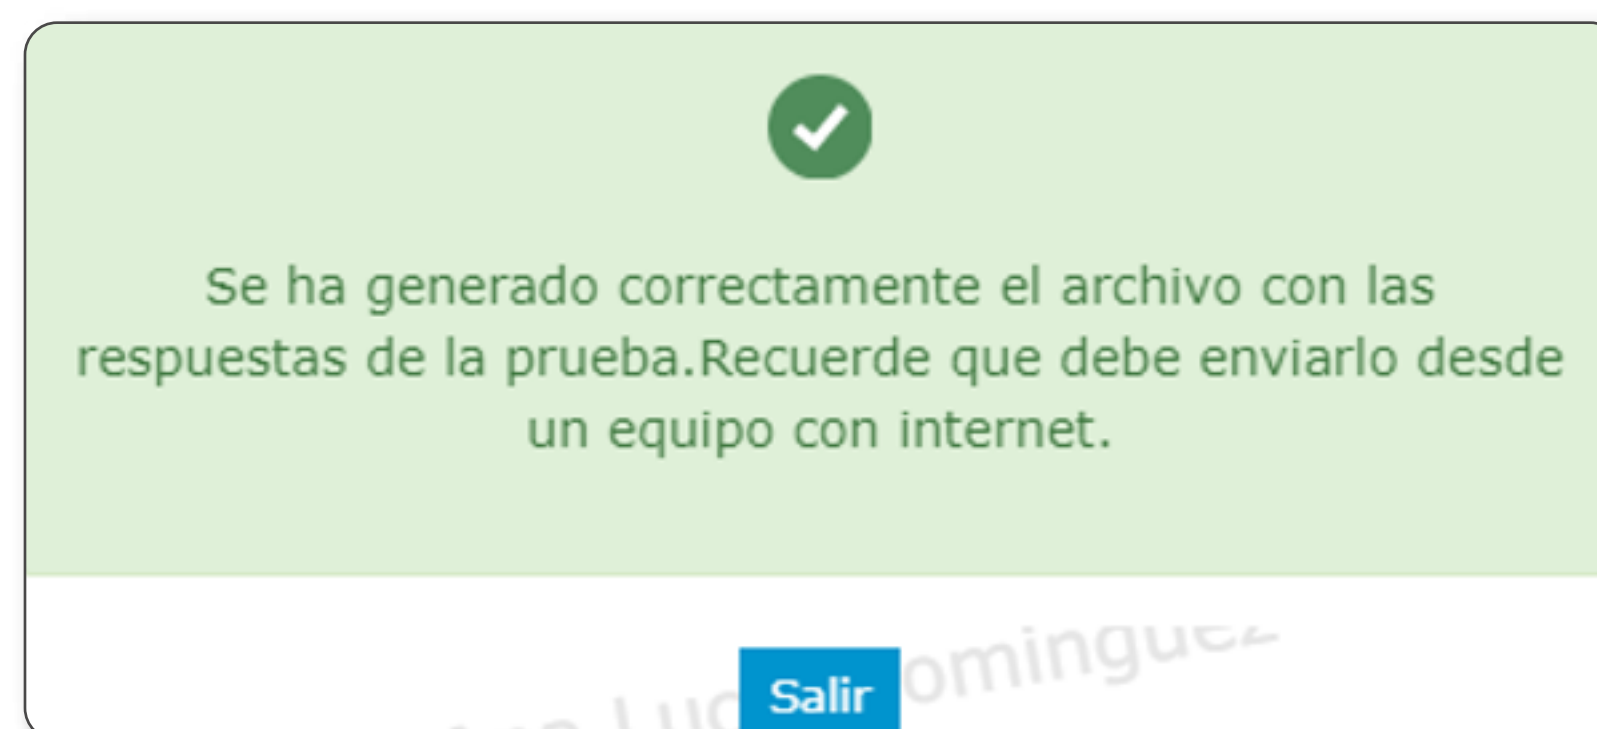 Se ha generado correctamente el archivo con las
respuestas de la prueba.Recuerde que debe enviarlo desde
un equipo con internet.
Salir